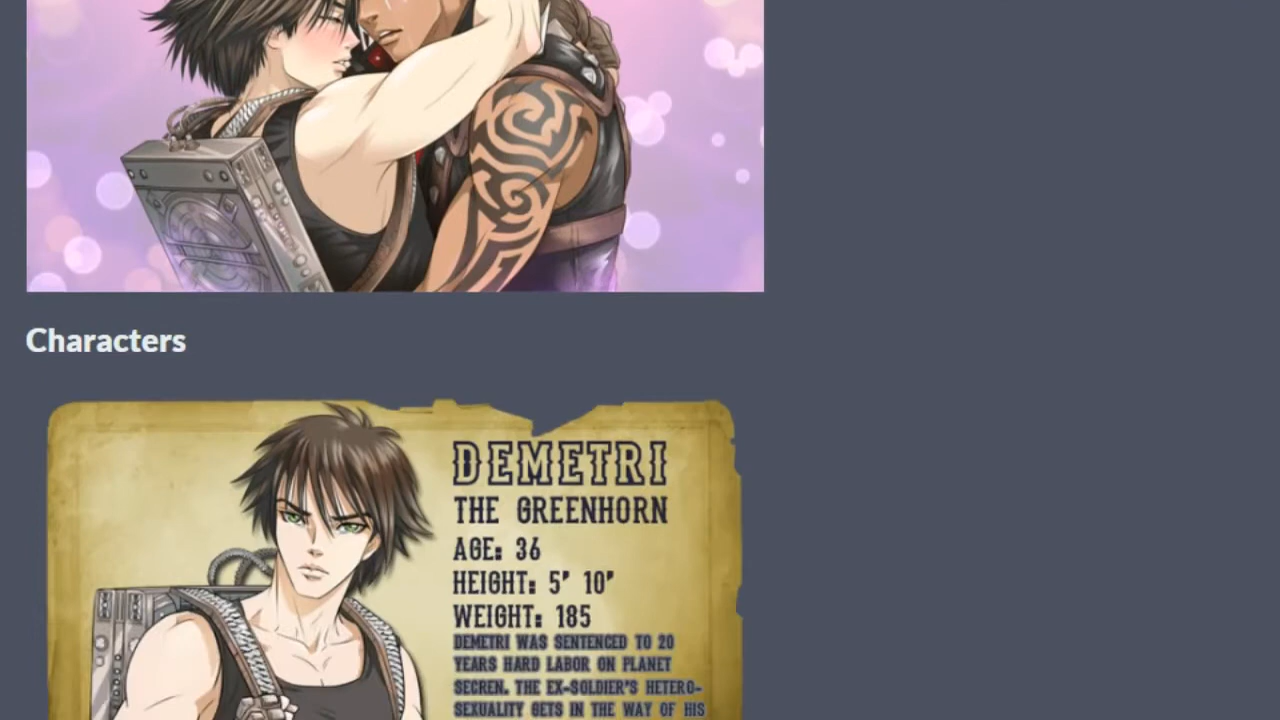 Characters
DEMETRI
THE GREENHORN
AGE: 36
HEIGHT: 5" 10"
WEIGHT: 185
DEMETRI WAS SENTENCED TO 20
YEARS HARD LABOR ON PLANET
SECREN. THE EX-SOLDIER'S HETERO-
SEXUALITY GETS IN THE WAY OF HIS